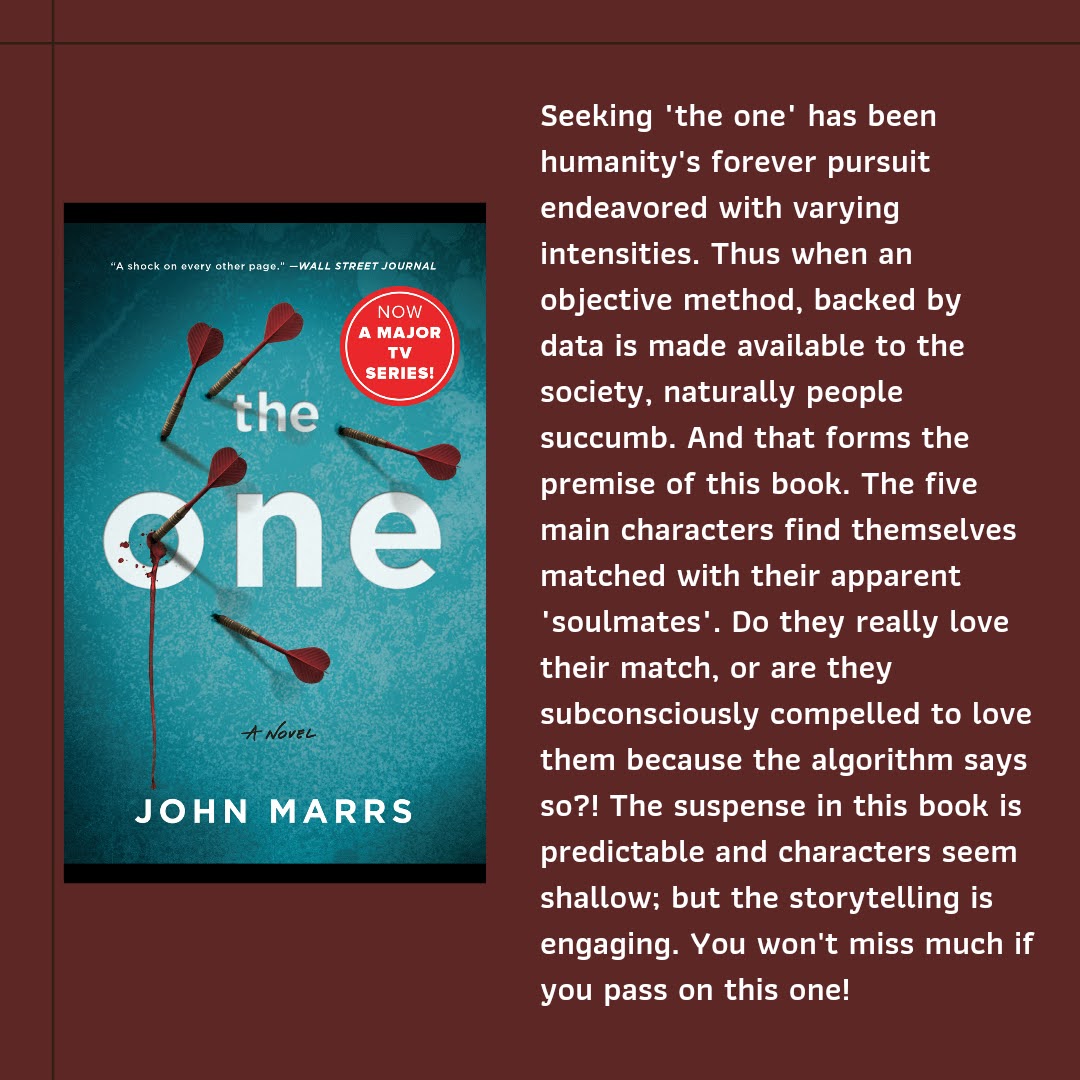 "A shock on every other page." —WALL STREET JOURNAL
NOW
A MAJOR
TV
SERIES!
the
one
A NOVEL
JOHN MARRS
Seeking 'the one' has been
humanity's forever pursuit
endeavored with varying
intensities. Thus when an
objective method, backed by
data is made available to the
society, naturally people
succumb. And that forms the
premise of this book. The five
main characters find themselves
matched with their apparent
'soulmates'. Do they really love
their match, or are they
subconsciously compelled to love
them because the algorithm says
so?! The suspense in this book is
predictable and characters seem
shallow; but the storytelling is
engaging. You won't miss much if
you pass on this one!